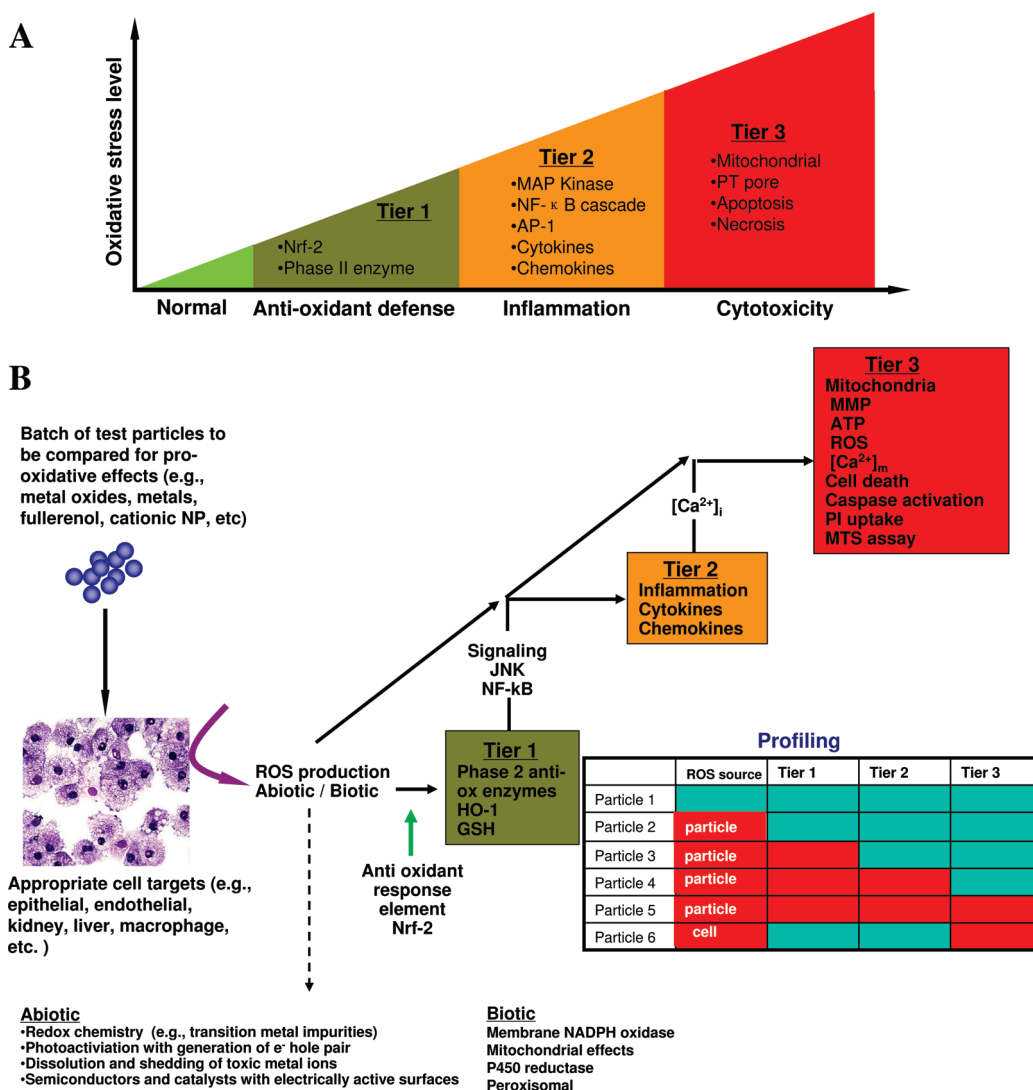 A
Oxidative stress level
Tier 1
•Nrf-2
•Phase II enzyme
Tier 2
•MAP Kinase
•NF- κ B cascade
•AP-1
•Cytokines
•Chemokines
Tier 3
•Mitochondrial
•PT pore
•Apoptosis
•Necrosis
Normal
Anti-oxidant defense
Inflammation
Cytotoxicity
B
Batch of test particles to
be compared for pro-
oxidative effects (e.g.,
metal oxides, metals,
fullerenol, cationic NP, etc)
Appropriate cell targets (e.g.,
epithelial, endothelial,
kidney, liver, macrophage,
etc. )
ROS production
Abiotic / Biotic
Anti oxidant
response
element
Nrf-2
Tier 1
Phase 2 anti-
ox enzymes
HO-1
GSH
Signaling
JNK
NF-kB
Tier 2
Inflammation
Cytokines
Chemokines
[Ca²⁺]ᵢ
Tier 3
Mitochondria
MMP
ATP
ROS
[Ca²⁺]ₘ
Cell death
Caspase activation
PI uptake
MTS assay
Profiling
ROS source Tier 1 Tier 2 Tier 3
Particle 1
Particle 2 particle
Particle 3 particle
Particle 4 particle
Particle 5 particle
Particle 6 cell
Abiotic
•Redox chemistry (e.g., transition metal impurities)
•Photoactiviation with generation of e⁻ hole pair
•Dissolution and shedding of toxic metal ions
•Semiconductors and catalysts with electrically active surfaces
Biotic
Membrane NADPH oxidase
Mitochondrial effects
P450 reductase
Peroxisomal